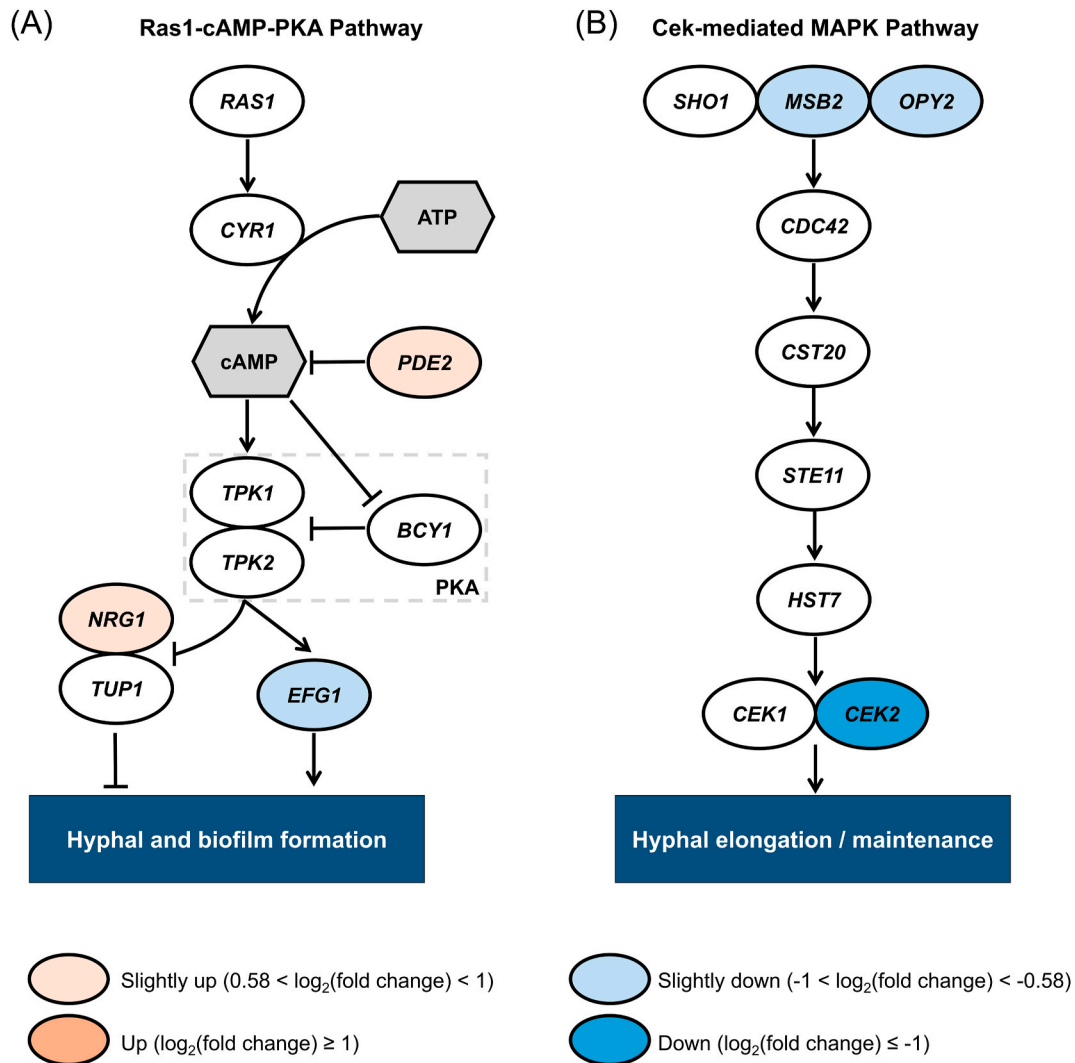 (A)
Ras1-cAMP-PKA Pathway
RAS1
CYR1
ATP
cAMP
PDE2
TPK1
BCY1
TPK2
PKA
NRG1
TUP1
EFG1
Hyphal and biofilm formation
(B)
Cek-mediated MAPK Pathway
SHO1
MSB2
OPY2
CDC42
CST20
STE11
HST7
CEK1
CEK2
Hyphal elongation / maintenance
Slightly up (0.58 < log₂(fold change) < 1)
Up (log₂(fold change) ≥ 1)
Slightly down (-1 < log₂(fold change) < -0.58)
Down (log₂(fold change) ≤ -1)